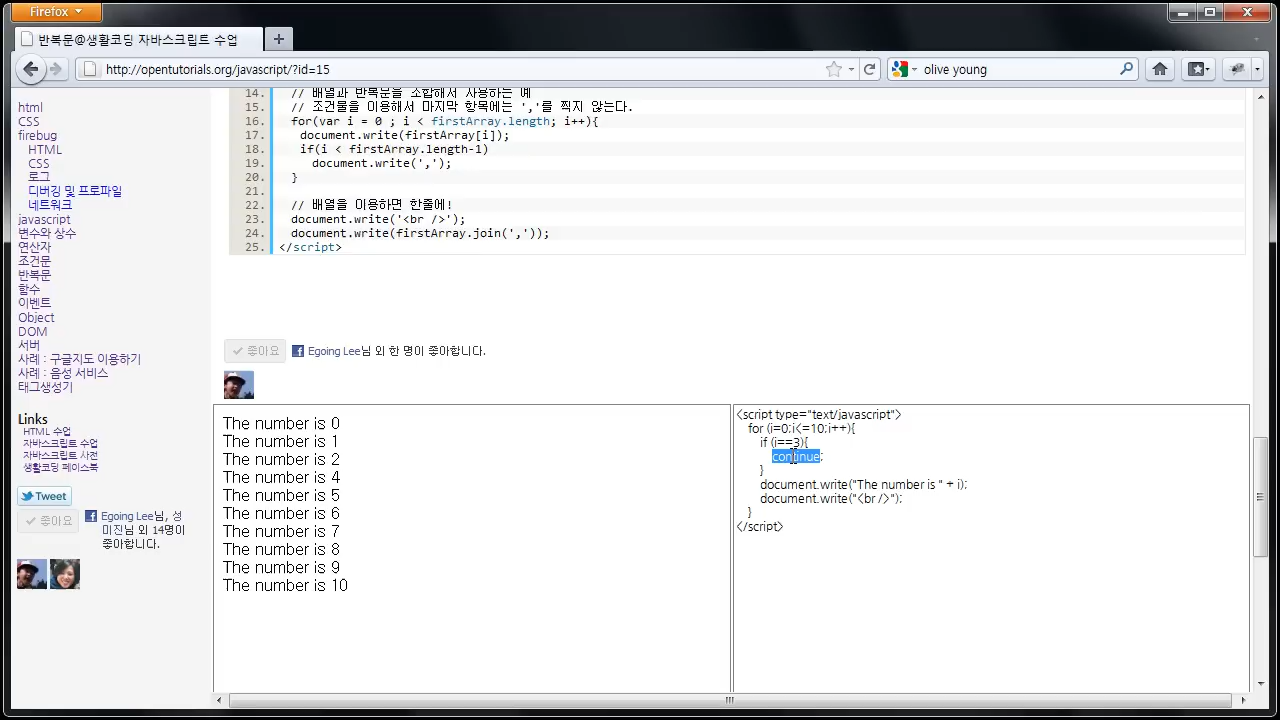 Firefox
반복문@생활코딩 자바스크립트 수업
http://opentutorials.org/javascript/?id=15
olive young
html
CSS
firebug
HTML
CSS
로그
디버깅 및 프로파일
네트워크
javascript
변수와 상수
연산자
조건문
반복문
함수
이벤트
Object
DOM
서버
사례 : 구글지도 이용하기
사례 : 음성 서비스
태그생성기
Links
HTML 수업
자바스크립트 수업
자바스크립트 사전
생활코딩 페이스북
Tweet
좋아요
Egoing Lee님, 성
미진님 외 14명이
좋아합니다.
14. // 배열과 반복문을 조합해서 사용하는 예
15. // 조건물을 이용해서 마지막 항목에는 ','를 찍지 않는다.
16. for(var i = 0 ; i < firstArray.length; i++){
17. document.write(firstArray[i]);
18. if(i < firstArray.length-1)
19. document.write(',');
20. }
21.
22. // 배열을 이용하면 한줄에!
23. document.write('<br />');
24. document.write(firstArray.join(','));
25. </script>
좋아요
Egoing Lee님 외 한 명이 좋아합니다.
The number is 0
The number is 1
The number is 2
The number is 4
The number is 5
The number is 6
The number is 7
The number is 8
The number is 9
The number is 10
<script type="text/javascript">
for (i=0;i<=10;i++){
if (i==3){
continue;
}
document.write("The number is " + i);
document.write("<br />");
}
</script>